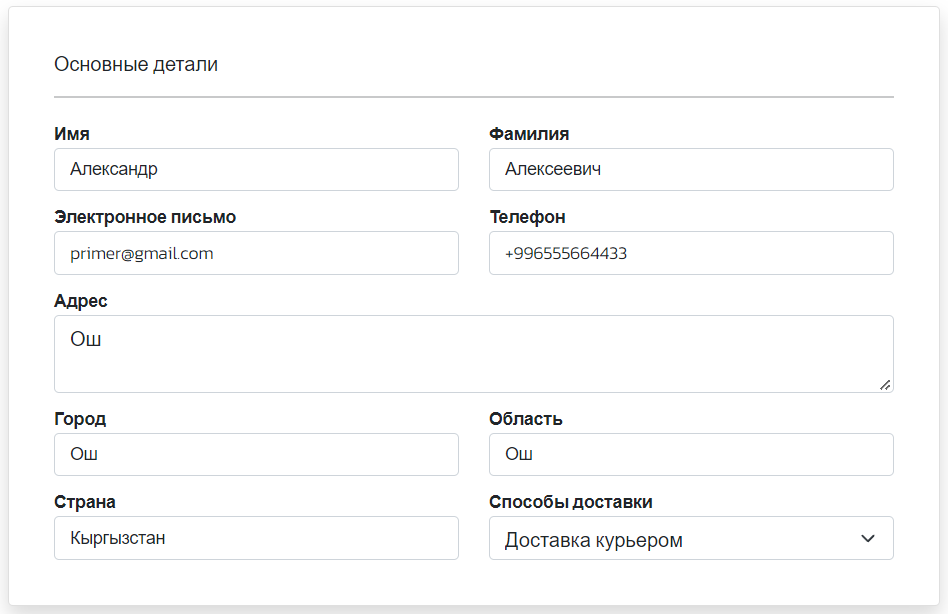 Основные детали
Имя
Фамилия
Александр
Алексеевич
Электронное письмо
Телефон
primer@gmail.com
+996555664433
Адрес
Ош
Город
Область
Ош
Ош
Страна
Способы доставки
Кыргызстан
Доставка курьером